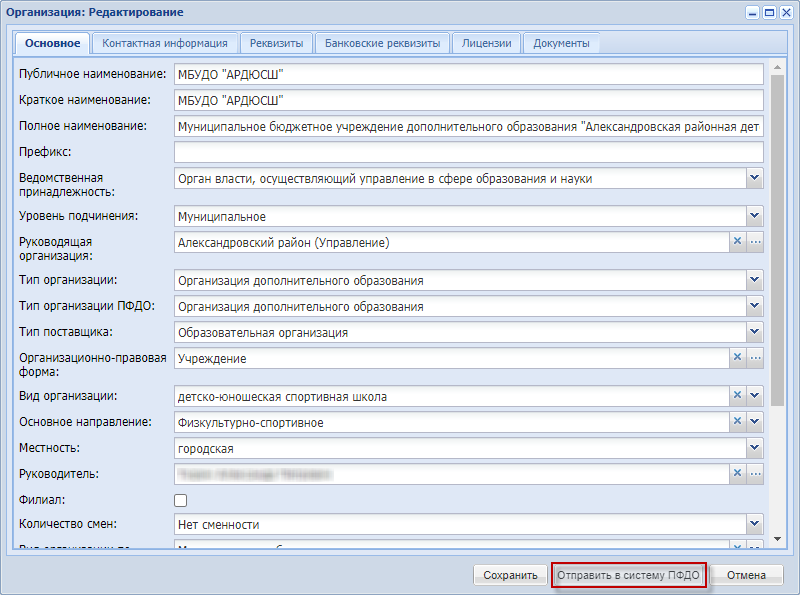 Организация: Редактирование
Основное
Контактная информация
Реквизиты
Банковские реквизиты
Лицензии
Документы
Публичное наименование:
МБУДО "АРДЮСШ"
Краткое наименование:
МБУДО "АРДЮСШ"
Полное наименование:
Муниципальное бюджетное учреждение дополнительного образования "Александровская районная дет
Префикс:
Ведомственная
принадлежность:
Орган власти, осуществляющий управление в сфере образования и науки
Уровень подчинения:
Муниципальное
Руководящая
организация:
Александровский район (Управление)
Тип организации:
Организация дополнительного образования
Тип организации ПФДО:
Организация дополнительного образования
Тип поставщика:
Образовательная организация
Организационно-правовая
форма:
Учреждение
Вид организации:
детско-юношеская спортивная школа
Основное направление:
Физкультурно-спортивное
Местность:
городская
Руководитель:
Филиал:
Количество смен:
Нет сменности
Сохранить
Отправить в систему ПФДО
Отмена